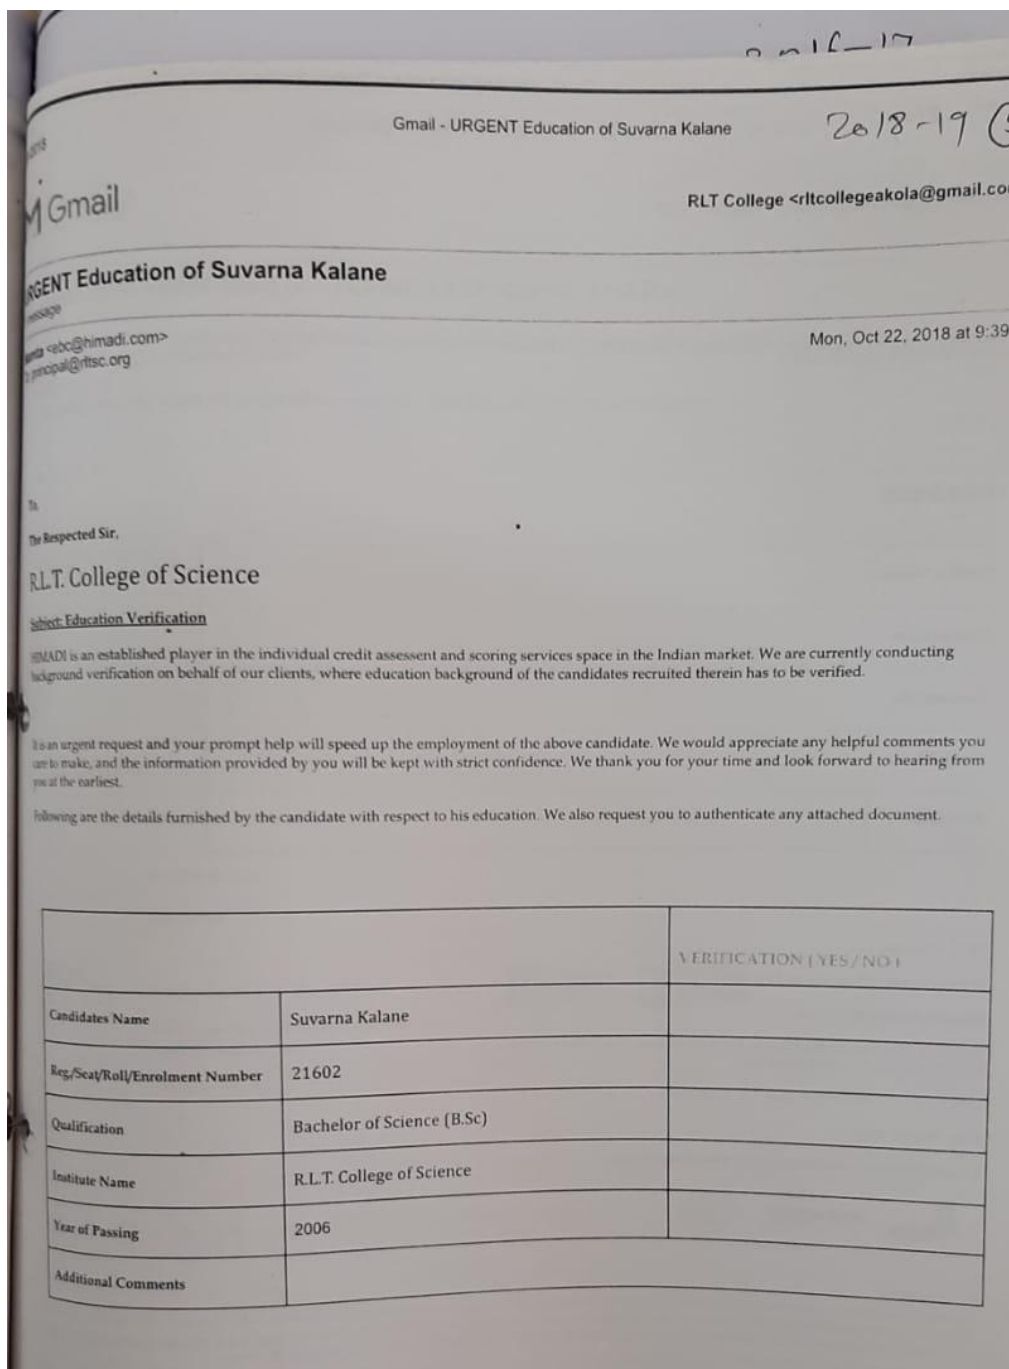 Gmail - URGENT Education of Suvarna Kalane
2018-19
Gmail
RLT College <rltcollegeakola@gmail.co
RGENT Education of Suvarna Kalane
message
<ebc@himadi.com>
Mon, Oct 22, 2018 at 9:39
principal@rltsc.org
To,
The Respected Sir,
R.L.T. College of Science
Subject: Education Verification
HIMADI is an established player in the individual credit assessent and scoring services space in the Indian market. We are currently conducting
background verification on behalf of our clients, where education background of the candidates recruited therein has to be verified.
It is an urgent request and your prompt help will speed up the employment of the above candidate. We would appreciate any helpful comments you
care to make, and the information provided by you will be kept with strict confidence. We thank you for your time and look forward to hearing from
you at the earliest.
Following are the details furnished by the candidate with respect to his education. We also request you to authenticate any attached document.
VERIFICATION ( YES / NO )
Candidates Name Suvarna Kalane
Reg/Seat/Roll/Enrolment Number 21602
Qualification Bachelor of Science (B.Sc)
Institute Name R.L.T. College of Science
Year of Passing 2006
Additional Comments